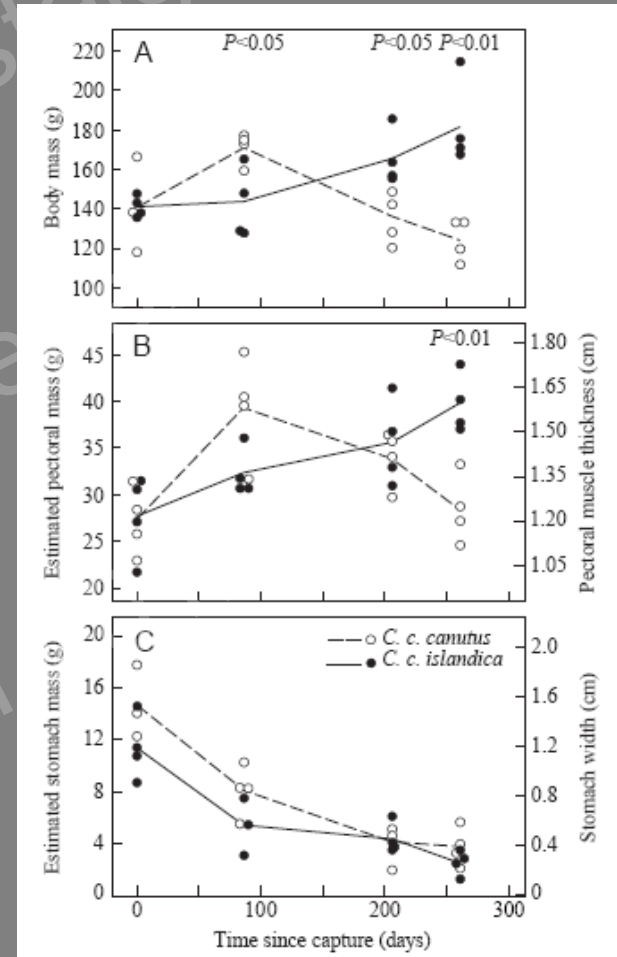 A
P<0.05
P<0.05
P<0.01
Body mass (g)
220
200
180
160
140
120
100
B
P<0.01
Estimated pectoral mass (g)
45
40
35
30
25
20
1.80
1.65
1.50
1.35
1.20
1.05
Pectoral muscle thickness (cm)
C
C. c. canutus
C. c. islandica
Estimated stomach mass (g)
20
16
12
8
4
0
2.0
1.6
1.2
0.8
0.4
0
Stomach width (cm)
0
100
200
300
Time since capture (days)